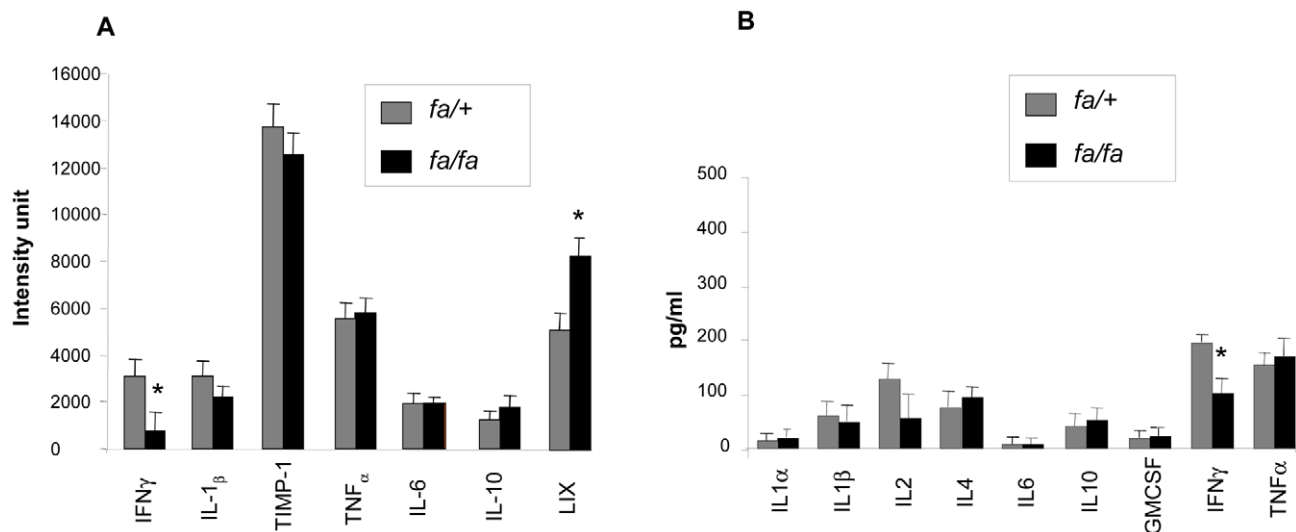 A
16000
14000
12000
10000
8000
6000
4000
2000
0
Intensity unit
fa/+
fa/fa
*
*
IFNγ
IL-1β
TIMP-1
TNFα
IL-6
IL-10
LIX
B
fa/+
fa/fa
500
400
300
200
100
0
pg/ml
*
IL1α
IL1β
IL2
IL4
IL6
IL10
GMCSF
IFNγ
TNFα